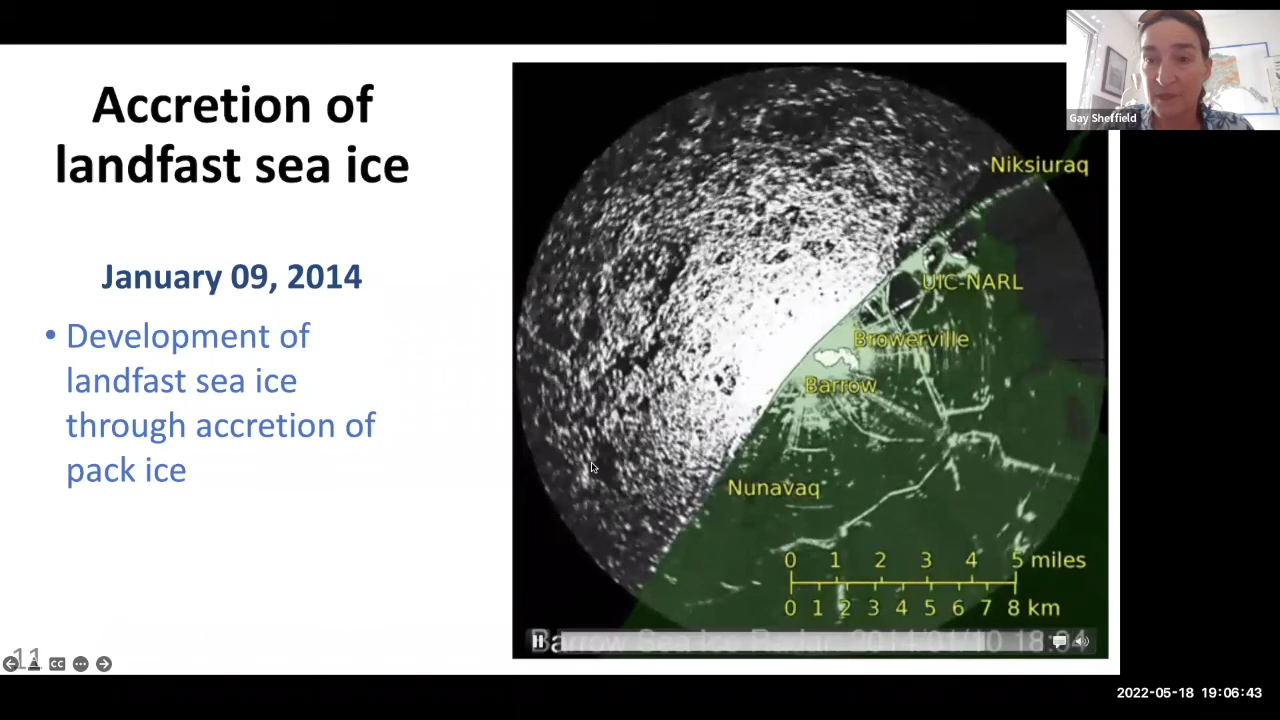 Accretion of
landfast sea ice
January 09, 2014
• Development of
landfast sea ice
through accretion of
pack ice
Gay Sheffield
Niksiuraq
UIC-NARL
Browerville
Barrow
Nunavaq
0 1 2 3 4 5 miles
0 1 2 3 4 5 6 7 8 km
Barrow Sea Ice Radar 2014/01/10 18:04
11
CC
2022-05-18 19:06:43